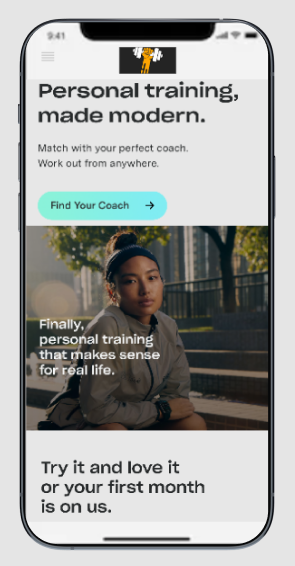 9:41
Personal training,
made modern.
Match with your perfect coach.
Work out from anywhere.
Find Your Coach
Finally,
personal training
that makes sense
for real life.
Try it and love it
or your first month
is on us.